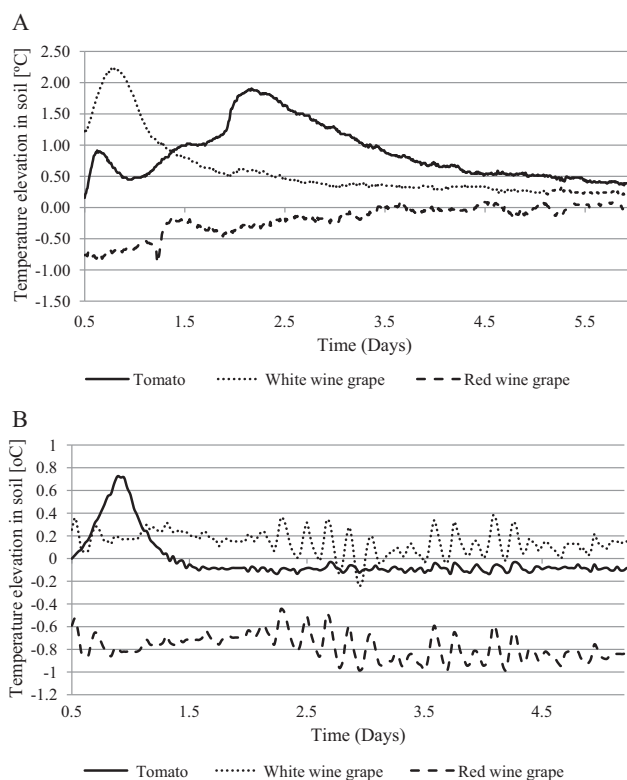 A
Temperature elevation in soil [ºC]
2.50
2.00
1.50
1.00
0.50
0.00
-0.50
-1.00
-1.50
0.5 1.5 2.5 3.5 4.5 5.5
Time (Days)
Tomato White wine grape Red wine grape
B
Temperature elevation in soil [oC]
1
0.8
0.6
0.4
0.2
0
-0.2
-0.4
-0.6
-0.8
-1
-1.2
0.5 1.5 2.5 3.5 4.5
Time (Days)
Tomato White wine grape Red wine grape